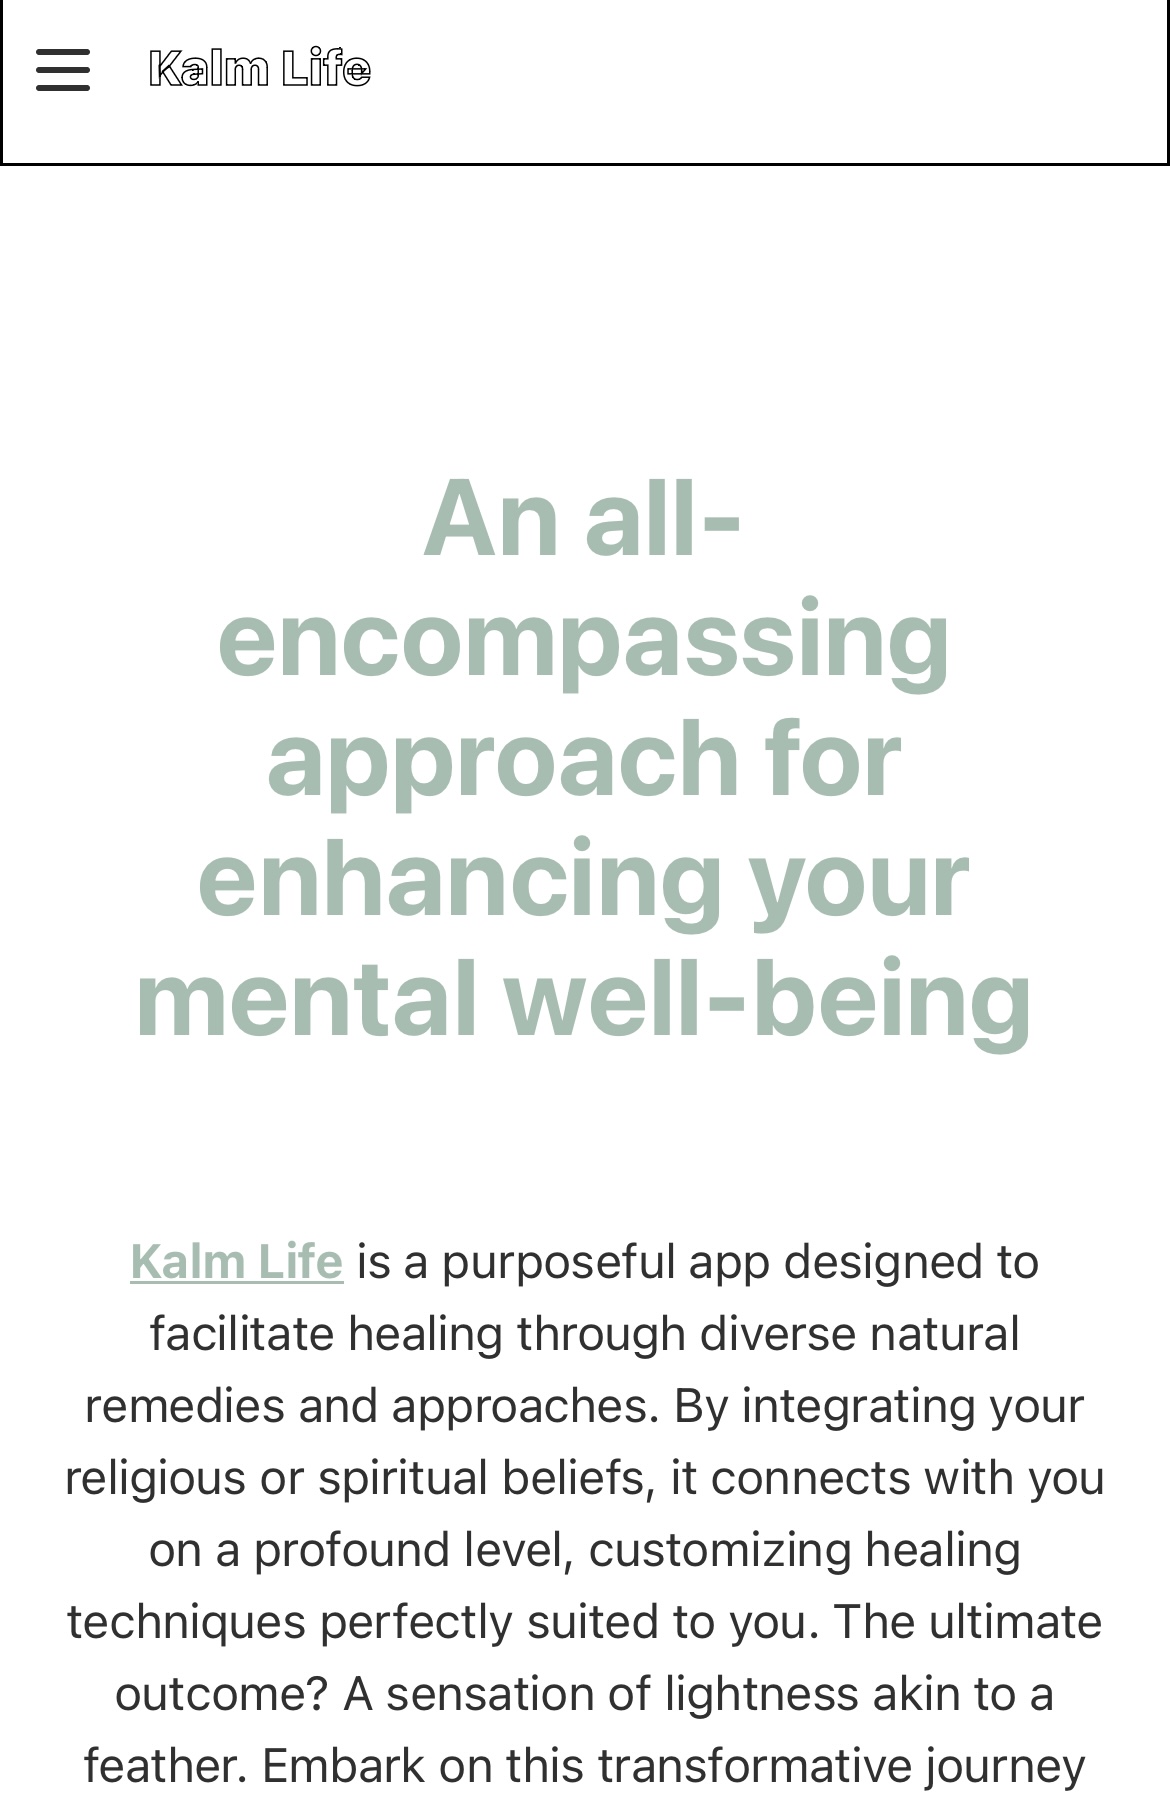 Kalm Life
An all-
encompassing
approach for
enhancing your
mental well-being
Kalm Life is a purposeful app designed to
facilitate healing through diverse natural
remedies and approaches. By integrating your
religious or spiritual beliefs, it connects with you
on a profound level, customizing healing
techniques perfectly suited to you. The ultimate
outcome? A sensation of lightness akin to a
feather. Embark on this transformative journey